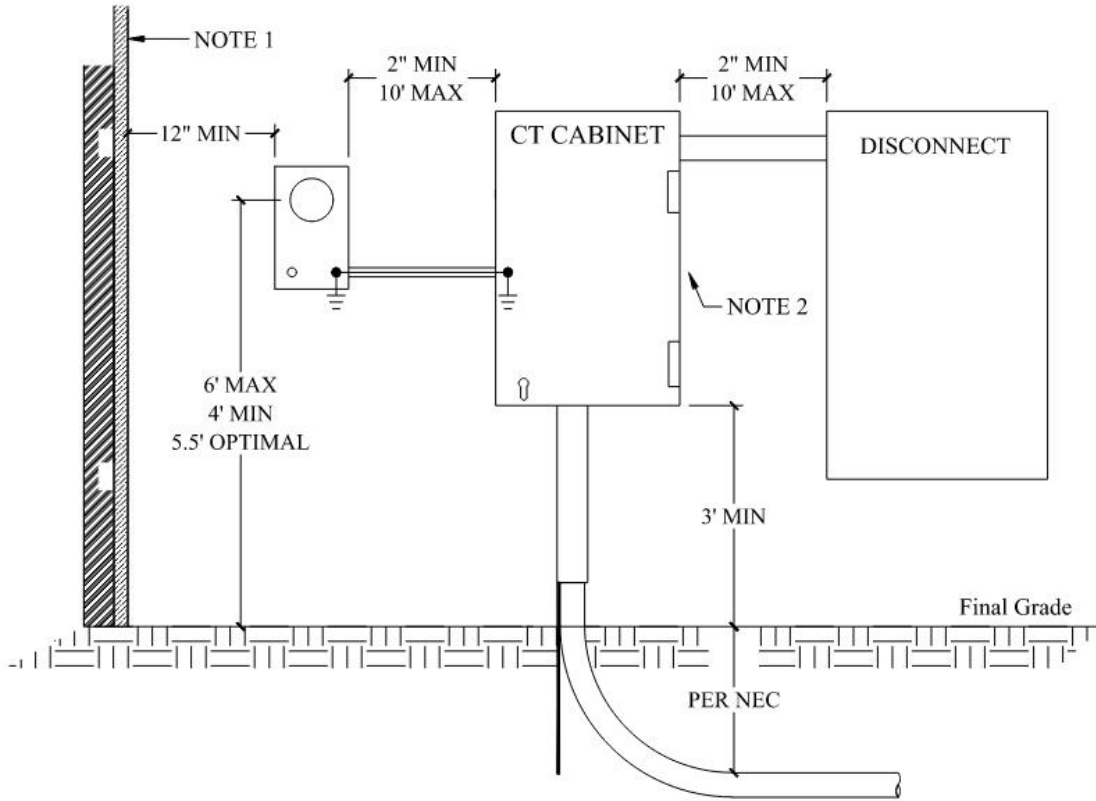 NOTE 1
2" MIN
10' MAX
2" MIN
10' MAX
12" MIN
CT CABINET
DISCONNECT
NOTE 2
6' MAX
4' MIN
5.5' OPTIMAL
3' MIN
Final Grade
PER NEC